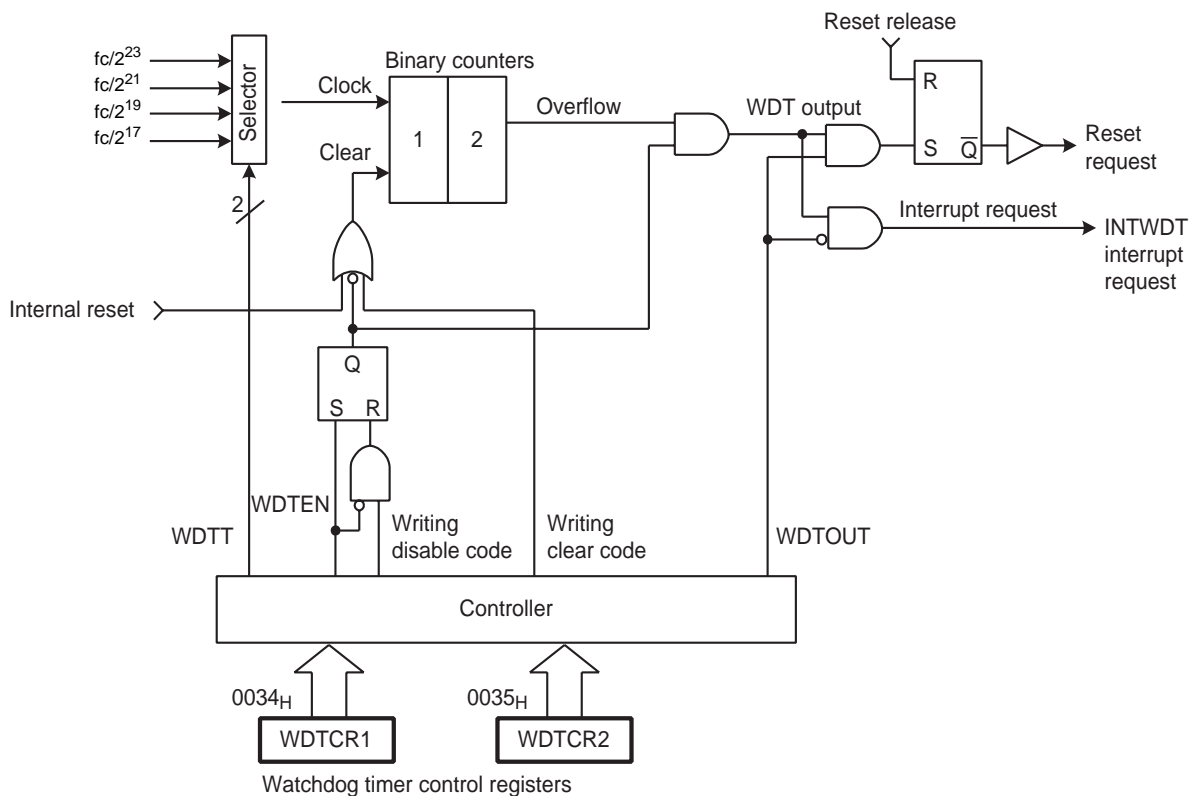 Reset release
fc/2^23
fc/2^21
fc/2^19
fc/2^17
Selector
Clock
Clear
Binary counters
1
2
Overflow
WDT output
R
S
Q̅
Reset
request
2
Interrupt request
INTWDT
interrupt
request
Internal reset
Q
S
R
WDTT
WDTEN
Writing
disable code
Writing
clear code
WDTOUT
Controller
0034H
0035H
WDTCR1
WDTCR2
Watchdog timer control registers